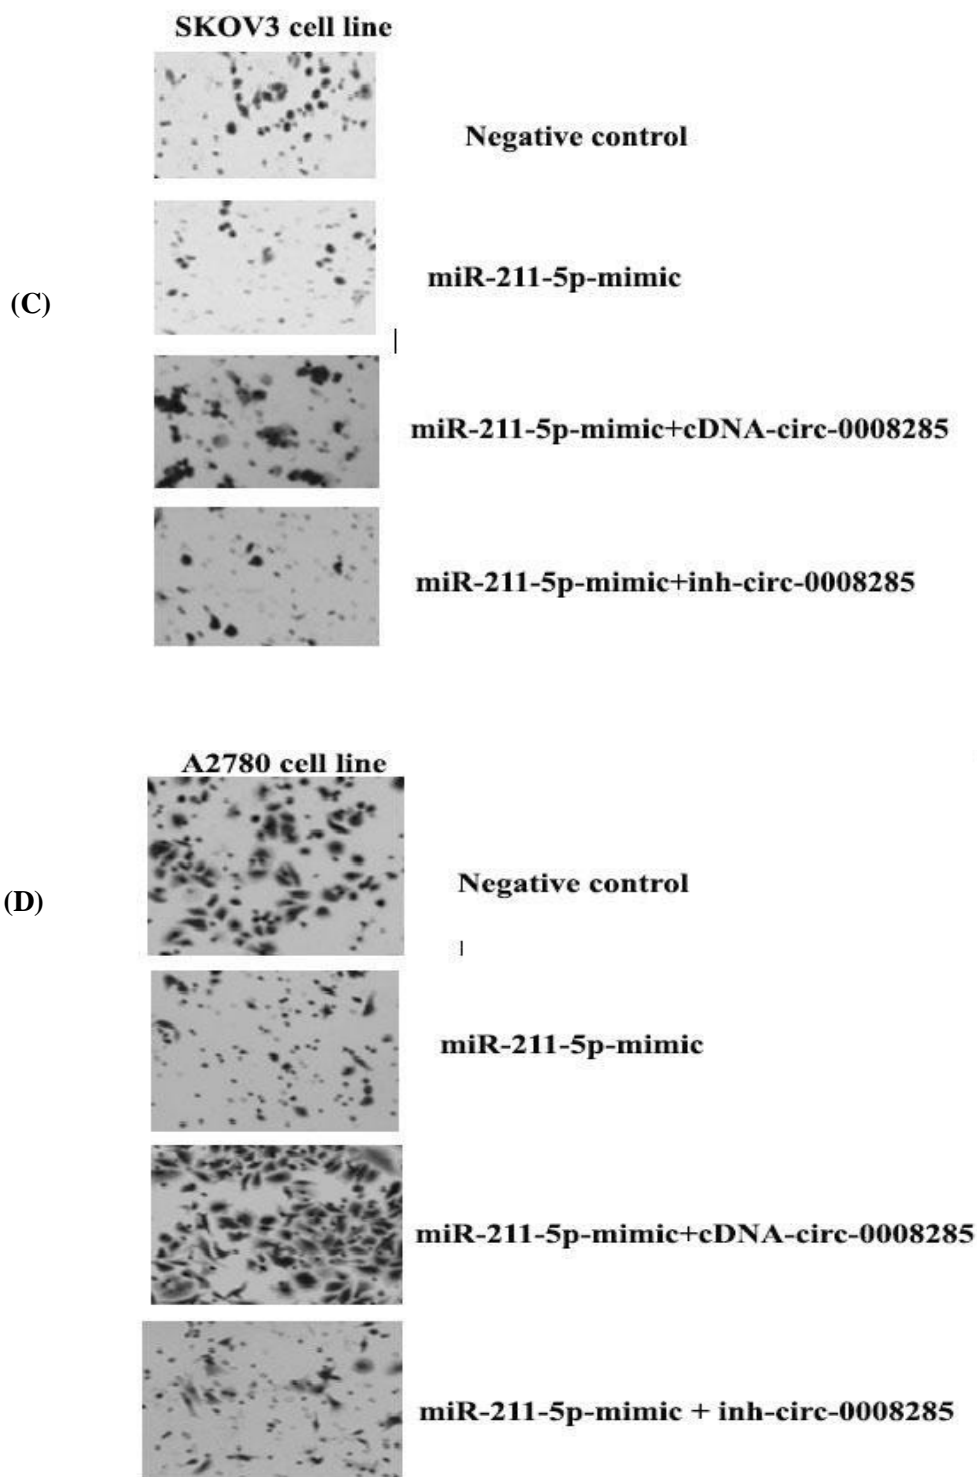 SKOV3 cell line
Negative control
miR-211-5p-mimic
(C)
miR-211-5p-mimic+cDNA-circ-0008285
miR-211-5p-mimic+inh-circ-0008285
A2780 cell line
Negative control
(D)
miR-211-5p-mimic
miR-211-5p-mimic+cDNA-circ-0008285
miR-211-5p-mimic + inh-circ-0008285